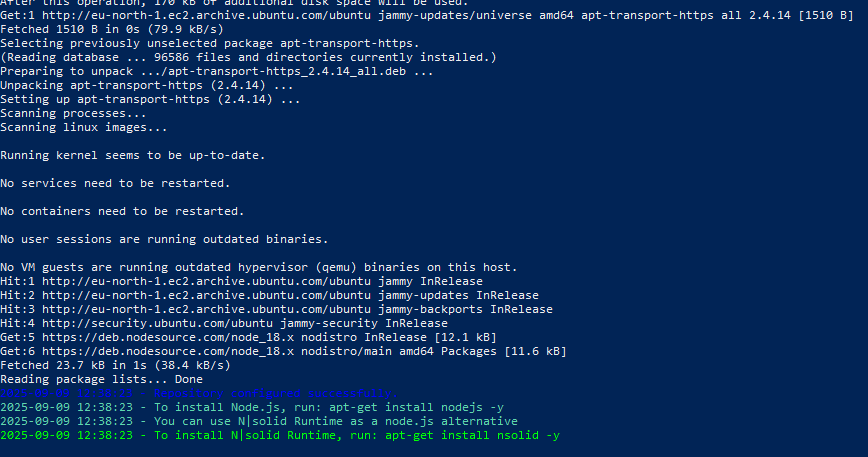 After this operation, 170 kB of additional disk space will be used.
Get:1 http://eu-north-1.ec2.archive.ubuntu.com/ubuntu jammy-updates/universe amd64 apt-transport-https all 2.4.14 [1510 B]
Fetched 1510 B in 0s (79.9 kB/s)
Selecting previously unselected package apt-transport-https.
(Reading database ... 96586 files and directories currently installed.)
Preparing to unpack .../apt-transport-https_2.4.14_all.deb ...
Unpacking apt-transport-https (2.4.14) ...
Setting up apt-transport-https (2.4.14) ...
Scanning processes...
Scanning linux images...
Running kernel seems to be up-to-date.
No services need to be restarted.
No containers need to be restarted.
No user sessions are running outdated binaries.
No VM guests are running outdated hypervisor (qemu) binaries on this host.
Hit:1 http://eu-north-1.ec2.archive.ubuntu.com/ubuntu jammy InRelease
Hit:2 http://eu-north-1.ec2.archive.ubuntu.com/ubuntu jammy-updates InRelease
Hit:3 http://eu-north-1.ec2.archive.ubuntu.com/ubuntu jammy-backports InRelease
Hit:4 http://security.ubuntu.com/ubuntu jammy-security InRelease
Get:5 https://deb.nodesource.com/node_18.x nodistro InRelease [12.1 kB]
Get:6 https://deb.nodesource.com/node_18.x nodistro/main amd64 Packages [11.6 kB]
Fetched 23.7 kB in 1s (38.4 kB/s)
Reading package lists... Done
2025-09-09 12:38:23 - Repository configured successfully.
2025-09-09 12:38:23 - To install Node.js, run: apt-get install nodejs -y
2025-09-09 12:38:23 - You can use N|solid Runtime as a node.js alternative
2025-09-09 12:38:23 - To install N|solid Runtime, run: apt-get install nsolid -y